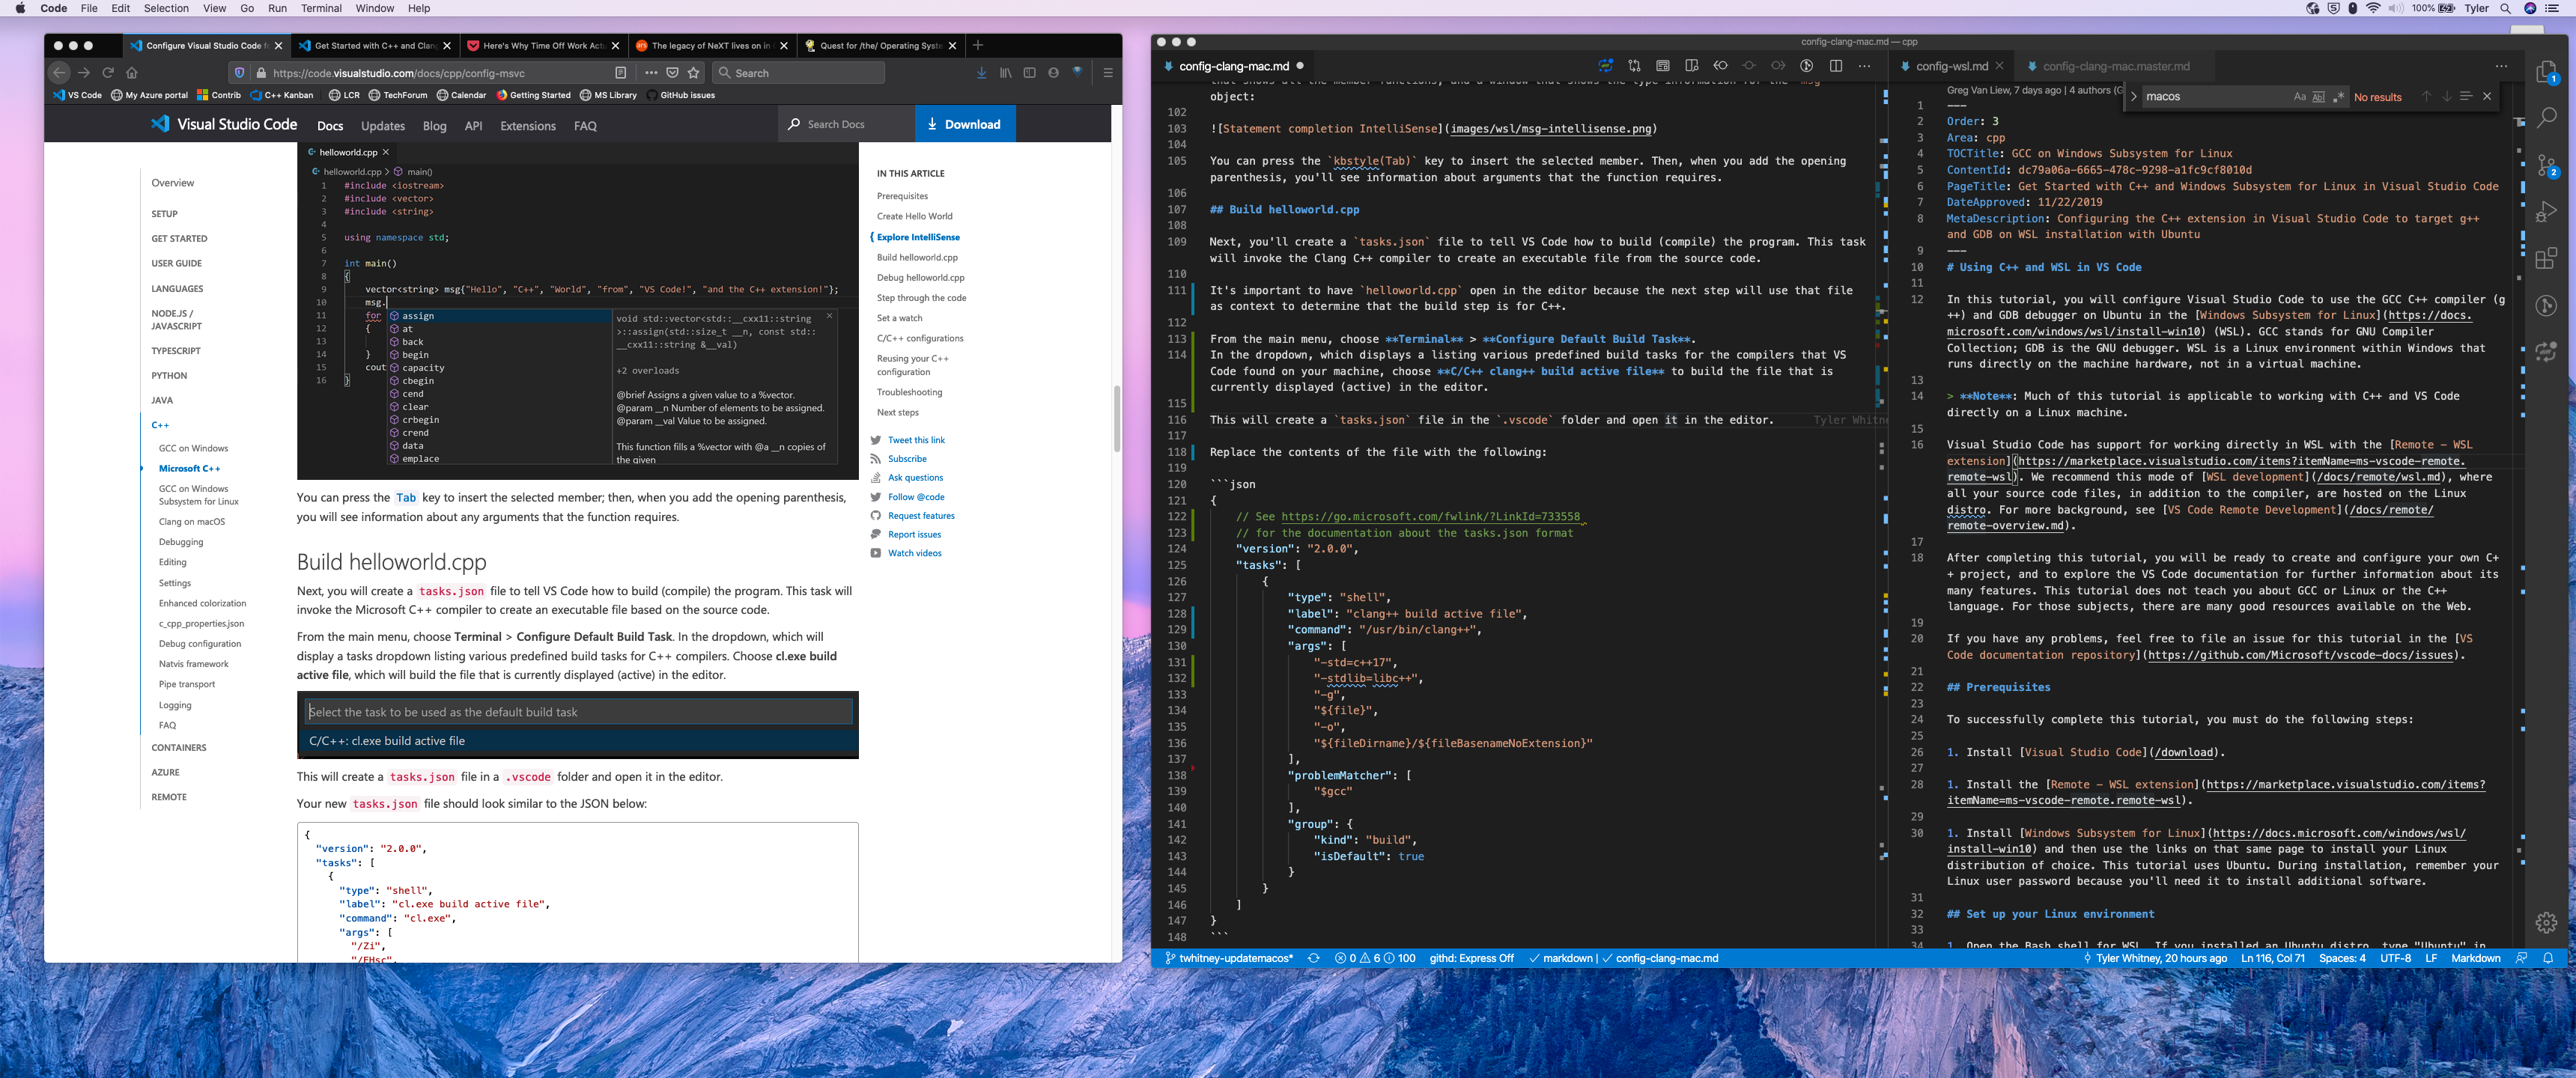 Code File Edit Selection View Go Run Terminal Window Help
100% Tyler
Configure Visual Studio Code f
Get Started with C++ and Clang
Here's Why Time Off Work Actu
The legacy of NeXT lives on in
Quest for /the/ Operating Syste
https://code.visualstudio.com/docs/cpp/config-msvc
Search
VS Code My Azure portal Contrib C++ Kanban LCR TechForum Calendar Getting Started MS Library GitHub issues
Visual Studio Code Docs Updates Blog API Extensions FAQ
Search Docs
Download
Overview
SETUP
GET STARTED
USER GUIDE
LANGUAGES
NODE.JS /
JAVASCRIPT
TYPESCRIPT
PYTHON
JAVA
C++
GCC on Windows
Microsoft C++
GCC on Windows
Subsystem for Linux
Clang on macOS
Debugging
Editing
Settings
Enhanced colorization
c_cpp_properties.json
Debug configuration
Natvis framework
Pipe transport
Logging
FAQ
CONTAINERS
AZURE
REMOTE
helloworld.cpp
helloworld.cpp > main()
1 #include <iostream>
2 #include <vector>
3 #include <string>
4
5 using namespace std;
6
7 int main()
8 {
9 vector<string> msg{"Hello", "C++", "World", "from", "VS Code!", "and the C++ extension!"};
10 msg.
11 for
12 {
13
14 }
15 cout
16 }
assign
at
back
begin
capacity
cbegin
cend
clear
crbegin
crend
data
emplace
void std::vector<std::__cxx11::string
>::assign(std::size_t __n, const std::
__cxx11::string &__val)
+2 overloads
@brief Assigns a given value to a %vector.
@param __n Number of elements to be assigned.
@param __val Value to be assigned.
This function fills a %vector with @a __n copies of
the given
You can press the Tab key to insert the selected member; then, when you add the opening parenthesis,
you will see information about any arguments that the function requires.
Build helloworld.cpp
Next, you will create a tasks.json file to tell VS Code how to build (compile) the program. This task will
invoke the Microsoft C++ compiler to create an executable file based on the source code.
From the main menu, choose Terminal > Configure Default Build Task. In the dropdown, which will
display a tasks dropdown listing various predefined build tasks for C++ compilers. Choose cl.exe build
active file, which will build the file that is currently displayed (active) in the editor.
Select the task to be used as the default build task
C/C++: cl.exe build active file
This will create a tasks.json file in a .vscode folder and open it in the editor.
Your new tasks.json file should look similar to the JSON below:
{
"version": "2.0.0",
"tasks": [
{
"type": "shell",
"label": "cl.exe build active file",
"command": "cl.exe",
"args": [
"/Zi",
"/EHsc",
IN THIS ARTICLE
Prerequisites
Create Hello World
Explore IntelliSense
Build helloworld.cpp
Debug helloworld.cpp
Step through the code
Set a watch
C/C++ configurations
Reusing your C++
configuration
Troubleshooting
Next steps
Tweet this link
Subscribe
Ask questions
Follow @code
Request features
Report issues
Watch videos
config-clang-mac.md — cpp
config-clang-mac.md
that shows all the member functions, and a window that shows the type information for the `msg`
object:
102
103 ![Statement completion IntelliSense](images/wsl/msg-intellisense.png)
104
105 You can press the `kbstyle(Tab)` key to insert the selected member. Then, when you add the opening
parenthesis, you'll see information about arguments that the function requires.
106
107 ## Build helloworld.cpp
108
109 Next, you'll create a `tasks.json` file to tell VS Code how to build (compile) the program. This task
will invoke the Clang C++ compiler to create an executable file from the source code.
110
111 It's important to have `helloworld.cpp` open in the editor because the next step will use that file
as context to determine that the build step is for C++.
112
113 From the main menu, choose **Terminal** > **Configure Default Build Task**.
114 In the dropdown, which displays a listing various predefined build tasks for the compilers that VS
Code found on your machine, choose **C/C++ clang++ build active file** to build the file that is
currently displayed (active) in the editor.
115
116 This will create a `tasks.json` file in the `.vscode` folder and open it in the editor. Tyler Whitne
117
118 Replace the contents of the file with the following:
119
120 ```json
121 {
122 // See https://go.microsoft.com/fwlink/?LinkId=733558
123 // for the documentation about the tasks.json format
124 "version": "2.0.0",
125 "tasks": [
126 {
127 "type": "shell",
128 "label": "clang++ build active file",
129 "command": "/usr/bin/clang++",
130 "args": [
131 "-std=c++17",
132 "-stdlib=libc++",
133 "-g",
134 "${file}",
135 "-o",
136 "${fileDirname}/${fileBasenameNoExtension}"
137 ],
138 "problemMatcher": [
139 "$gcc"
140 ],
141 "group": {
142 "kind": "build",
143 "isDefault": true
144 }
145 }
146 ]
147 }
148 ```
config-wsl.md
config-clang-mac.master.md
Greg Van Liew, 7 days ago | 4 authors (G
macos
Aa Abl .* No results
1 ---
2 Order: 3
3 Area: cpp
4 TOCTitle: GCC on Windows Subsystem for Linux
5 ContentId: dc79a06a-6665-478c-9298-a1fc9cf8010d
6 PageTitle: Get Started with C++ and Windows Subsystem for Linux in Visual Studio Code
7 DateApproved: 11/22/2019
8 MetaDescription: Configuring the C++ extension in Visual Studio Code to target g++
and GDB on WSL installation with Ubuntu
9 ---
10 # Using C++ and WSL in VS Code
11
12 In this tutorial, you will configure Visual Studio Code to use the GCC C++ compiler (g
++) and GDB debugger on Ubuntu in the [Windows Subsystem for Linux](https://docs.
microsoft.com/windows/wsl/install-win10) (WSL). GCC stands for GNU Compiler
Collection; GDB is the GNU debugger. WSL is a Linux environment within Windows that
runs directly on the machine hardware, not in a virtual machine.
13
14 > **Note**: Much of this tutorial is applicable to working with C++ and VS Code
directly on a Linux machine.
15
16 Visual Studio Code has support for working directly in WSL with the [Remote - WSL
extension](https://marketplace.visualstudio.com/items?itemName=ms-vscode-remote.
remote-wsl). We recommend this mode of [WSL development](/docs/remote/wsl.md), where
all your source code files, in addition to the compiler, are hosted on the Linux
distro. For more background, see [VS Code Remote Development](/docs/remote/
remote-overview.md).
17
18 After completing this tutorial, you will be ready to create and configure your own C+
+ project, and to explore the VS Code documentation for further information about its
many features. This tutorial does not teach you about GCC or Linux or the C++
language. For those subjects, there are many good resources available on the Web.
19
20 If you have any problems, feel free to file an issue for this tutorial in the [VS
Code documentation repository](https://github.com/Microsoft/vscode-docs/issues).
21
22 ## Prerequisites
23
24 To successfully complete this tutorial, you must do the following steps:
25
26 1. Install [Visual Studio Code](/download).
27
28 1. Install the [Remote - WSL extension](https://marketplace.visualstudio.com/items?
itemName=ms-vscode-remote.remote-wsl).
29
30 1. Install [Windows Subsystem for Linux](https://docs.microsoft.com/windows/wsl/
install-win10) and then use the links on that same page to install your Linux
distribution of choice. This tutorial uses Ubuntu. During installation, remember your
Linux user password because you'll need it to install additional software.
31
32 ## Set up your Linux environment
33
34 1. Open the Bash shell for WSL. If you installed an Ubuntu distro, type "Ubuntu" in
1
2
twhitney-updatemacos* 0 6 100 githd: Express Off markdown | config-clang-mac.md
Tyler Whitney, 20 hours ago Ln 116, Col 71 Spaces: 4 UTF-8 LF Markdown